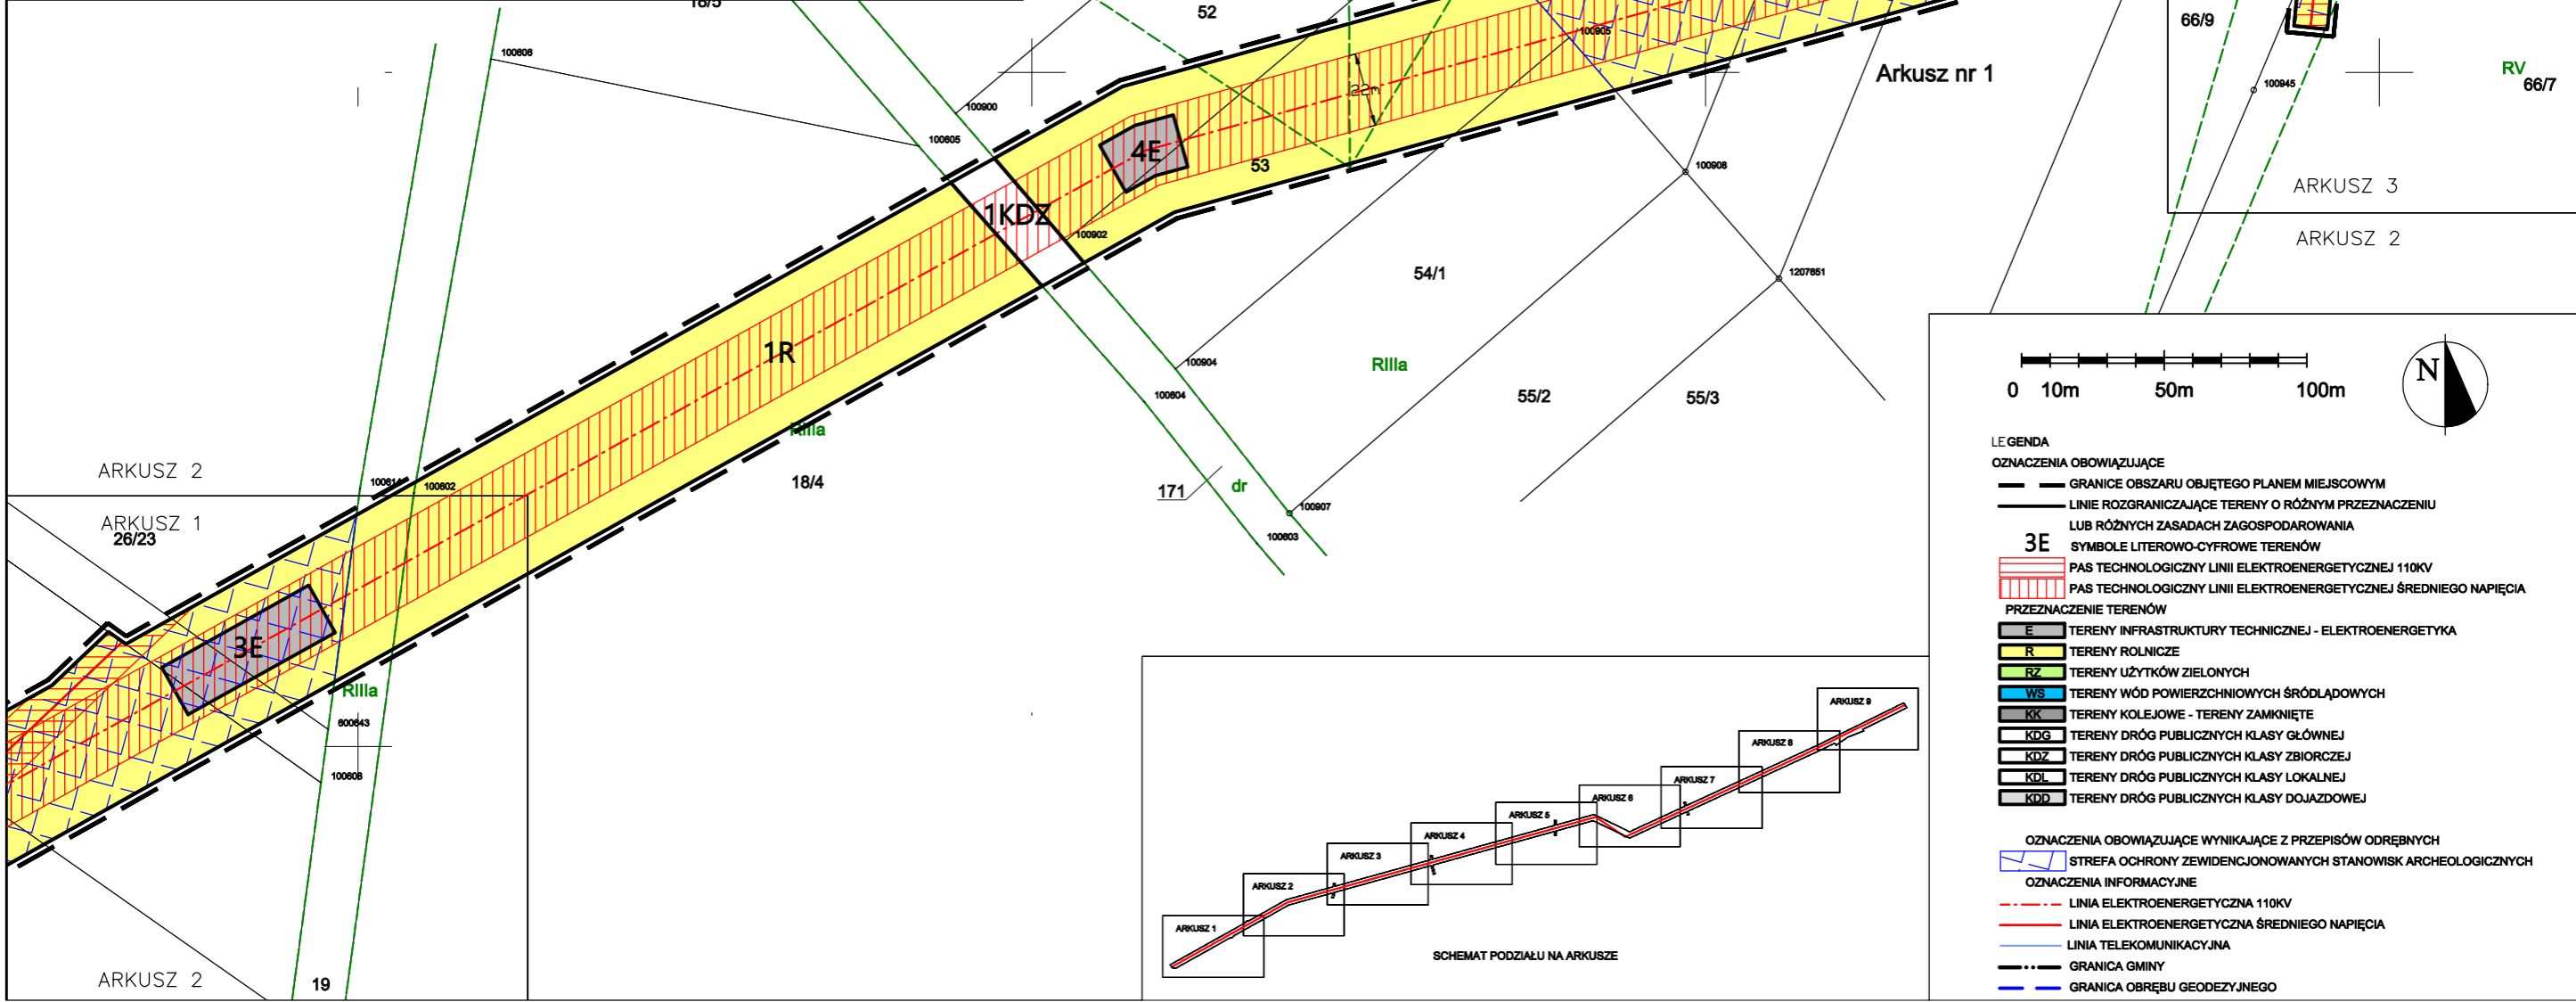 18/5
52
66/9
100606
100905
Arkusz nr 1
RV
66/7
100945
22m
100900
100605
4E
53
100908
ARKUSZ 3
1KDZ
100902
ARKUSZ 2
54/1
1207651
1R
100904
RIIIa
100604
55/2
55/3
RIIIa
18/4
ARKUSZ 2
100614
100602
171
dr
100907
ARKUSZ 1
26/23
100603
3E
RIIIa
600643
100608
ARKUSZ 2
19
0 10m 50m 100m
N
LEGENDA
OZNACZENIA OBOWIĄZUJĄCE
GRANICE OBSZARU OBJĘTEGO PLANEM MIEJSCOWYM
LINIE ROZGRANICZAJĄCE TERENY O RÓŻNYM PRZEZNACZENIU
LUB RÓŻNYCH ZASADACH ZAGOSPODAROWANIA
3E SYMBOLE LITEROWO-CYFROWE TERENÓW
PAS TECHNOLOGICZNY LINII ELEKTROENERGETYCZNEJ 110KV
PAS TECHNOLOGICZNY LINII ELEKTROENERGETYCZNEJ ŚREDNIEGO NAPIĘCIA
PRZEZNACZENIE TERENÓW
E TERENY INFRASTRUKTURY TECHNICZNEJ - ELEKTROENERGETYKA
R TERENY ROLNICZE
RZ TERENY UŻYTKÓW ZIELONYCH
WS TERENY WÓD POWIERZCHNIOWYCH ŚRÓDLĄDOWYCH
KK TERENY KOLEJOWE - TERENY ZAMKNIĘTE
KDG TERENY DRÓG PUBLICZNYCH KLASY GŁÓWNEJ
KDZ TERENY DRÓG PUBLICZNYCH KLASY ZBIORCZEJ
KDL TERENY DRÓG PUBLICZNYCH KLASY LOKALNEJ
KDD TERENY DRÓG PUBLICZNYCH KLASY DOJAZDOWEJ
OZNACZENIA OBOWIĄZUJĄCE WYNIKAJĄCE Z PRZEPISÓW ODRĘBNYCH
STREFA OCHRONY ZEWIDENCJONOWANYCH STANOWISK ARCHEOLOGICZNYCH
OZNACZENIA INFORMACYJNE
LINIA ELEKTROENERGETYCZNA 110KV
LINIA ELEKTROENERGETYCZNA ŚREDNIEGO NAPIĘCIA
LINIA TELEKOMUNIKACYJNA
GRANICA GMINY
GRANICA OBRĘBU GEODEZYJNEGO
ARKUSZ 1
ARKUSZ 2
ARKUSZ 3
ARKUSZ 4
ARKUSZ 5
ARKUSZ 6
ARKUSZ 7
ARKUSZ 8
ARKUSZ 9
SCHEMAT PODZIAŁU NA ARKUSZE